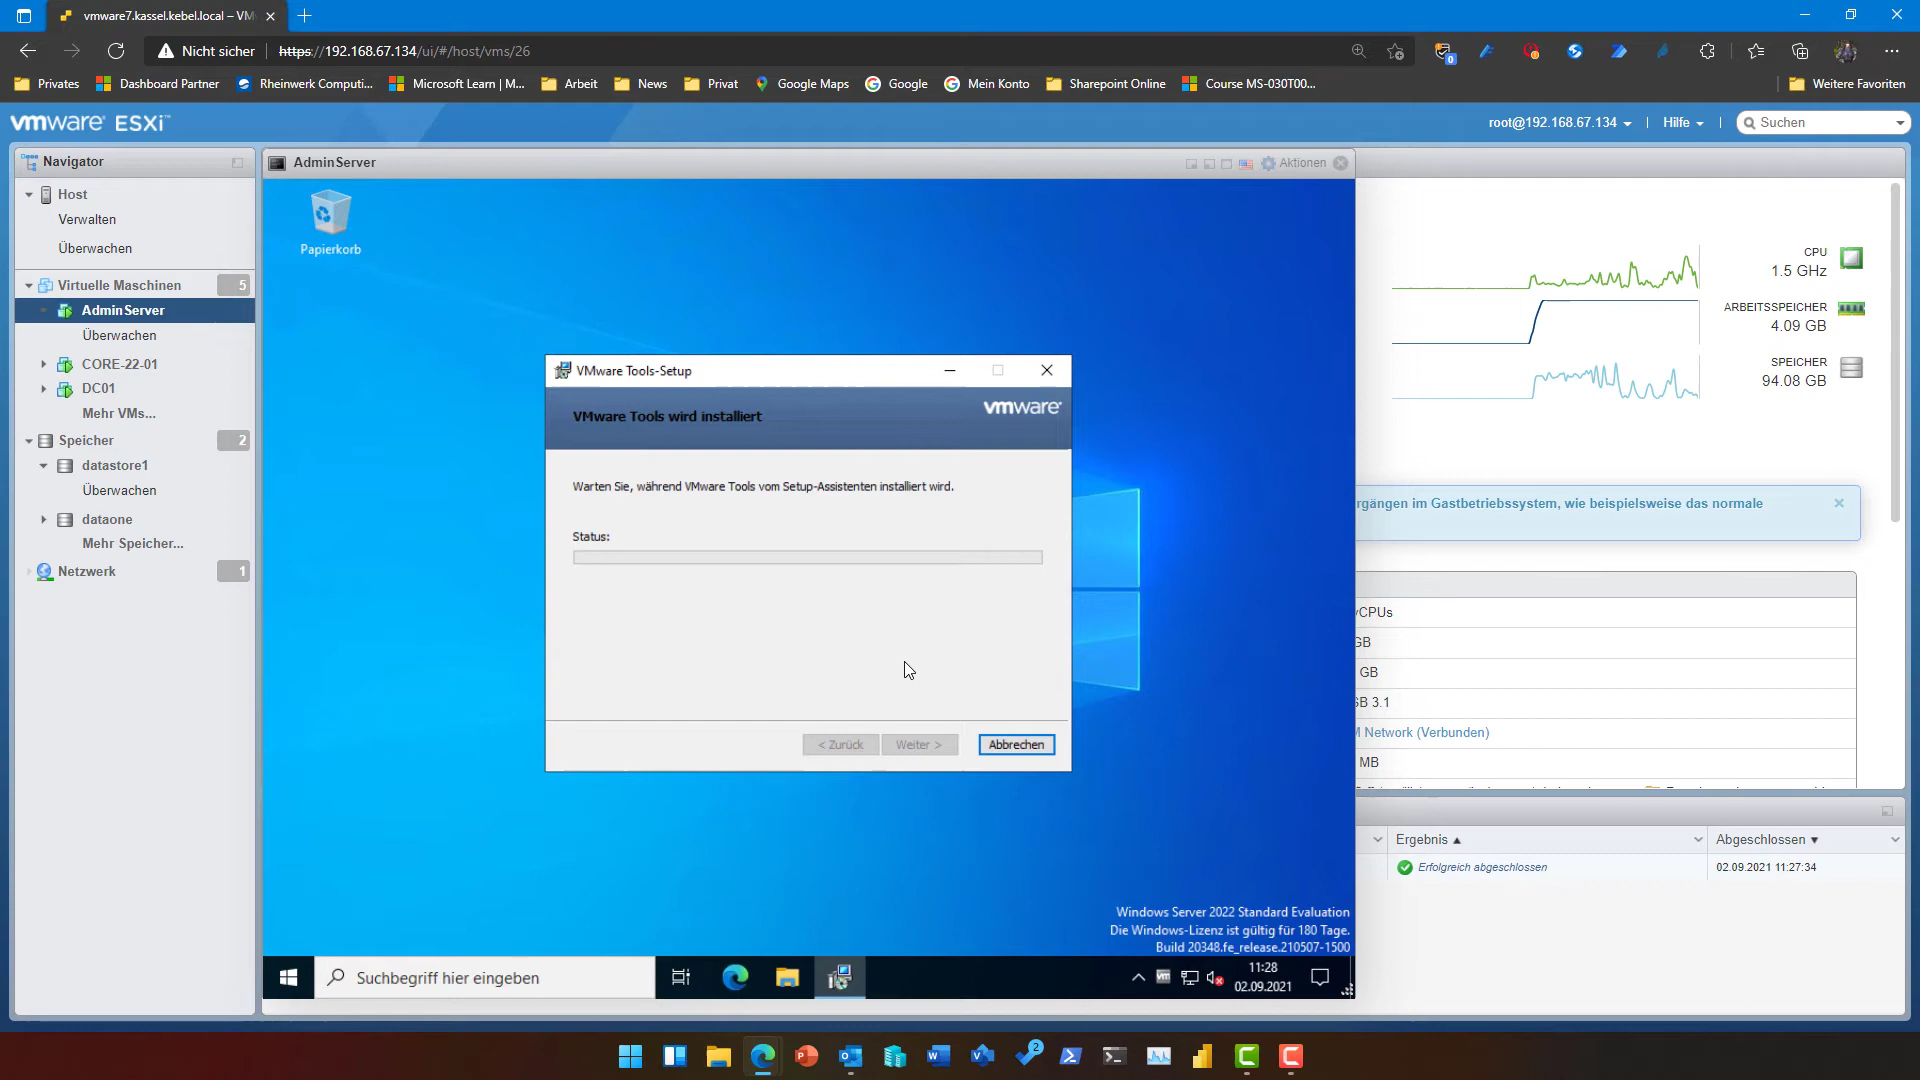 vmware7.kassel.kebel.local – VM
Nicht sicher
https://192.168.67.134/ui/#/host/vms/26
0
Privates
Dashboard Partner
Rheinwerk Computi...
Microsoft Learn | M...
Arbeit
News
Privat
Google Maps
Google
Mein Konto
Sharepoint Online
Course MS-030T00...
Weitere Favoriten
vmware ESXi™
root@192.168.67.134
Hilfe
Suchen
Navigator
Host
Verwalten
Überwachen
Virtuelle Maschinen
5
AdminServer
Überwachen
CORE-22-01
DC01
Mehr VMs...
Speicher
2
datastore1
Überwachen
dataone
Mehr Speicher...
Netzwerk
1
AdminServer
Aktionen
Papierkorb
VMware Tools-Setup
VMware Tools wird installiert
vmware®
Warten Sie, während VMware Tools vom Setup-Assistenten installiert wird.
Status:
< Zurück
Weiter >
Abbrechen
Windows Server 2022 Standard Evaluation
Die Windows-Lizenz ist gültig für 180 Tage.
Build 20348.fe_release.210507-1500
Suchbegriff hier eingeben
vm
11:28
02.09.2021
CPU
1.5 GHz
ARBEITSSPEICHER
4.09 GB
SPEICHER
94.08 GB
rgängen im Gastbetriebssystem, wie beispielsweise das normale
vCPUs
GB
GB
SB 3.1
M Network (Verbunden)
MB
Ergebnis
Abgeschlossen
Erfolgreich abgeschlossen
02.09.2021 11:27:34
2